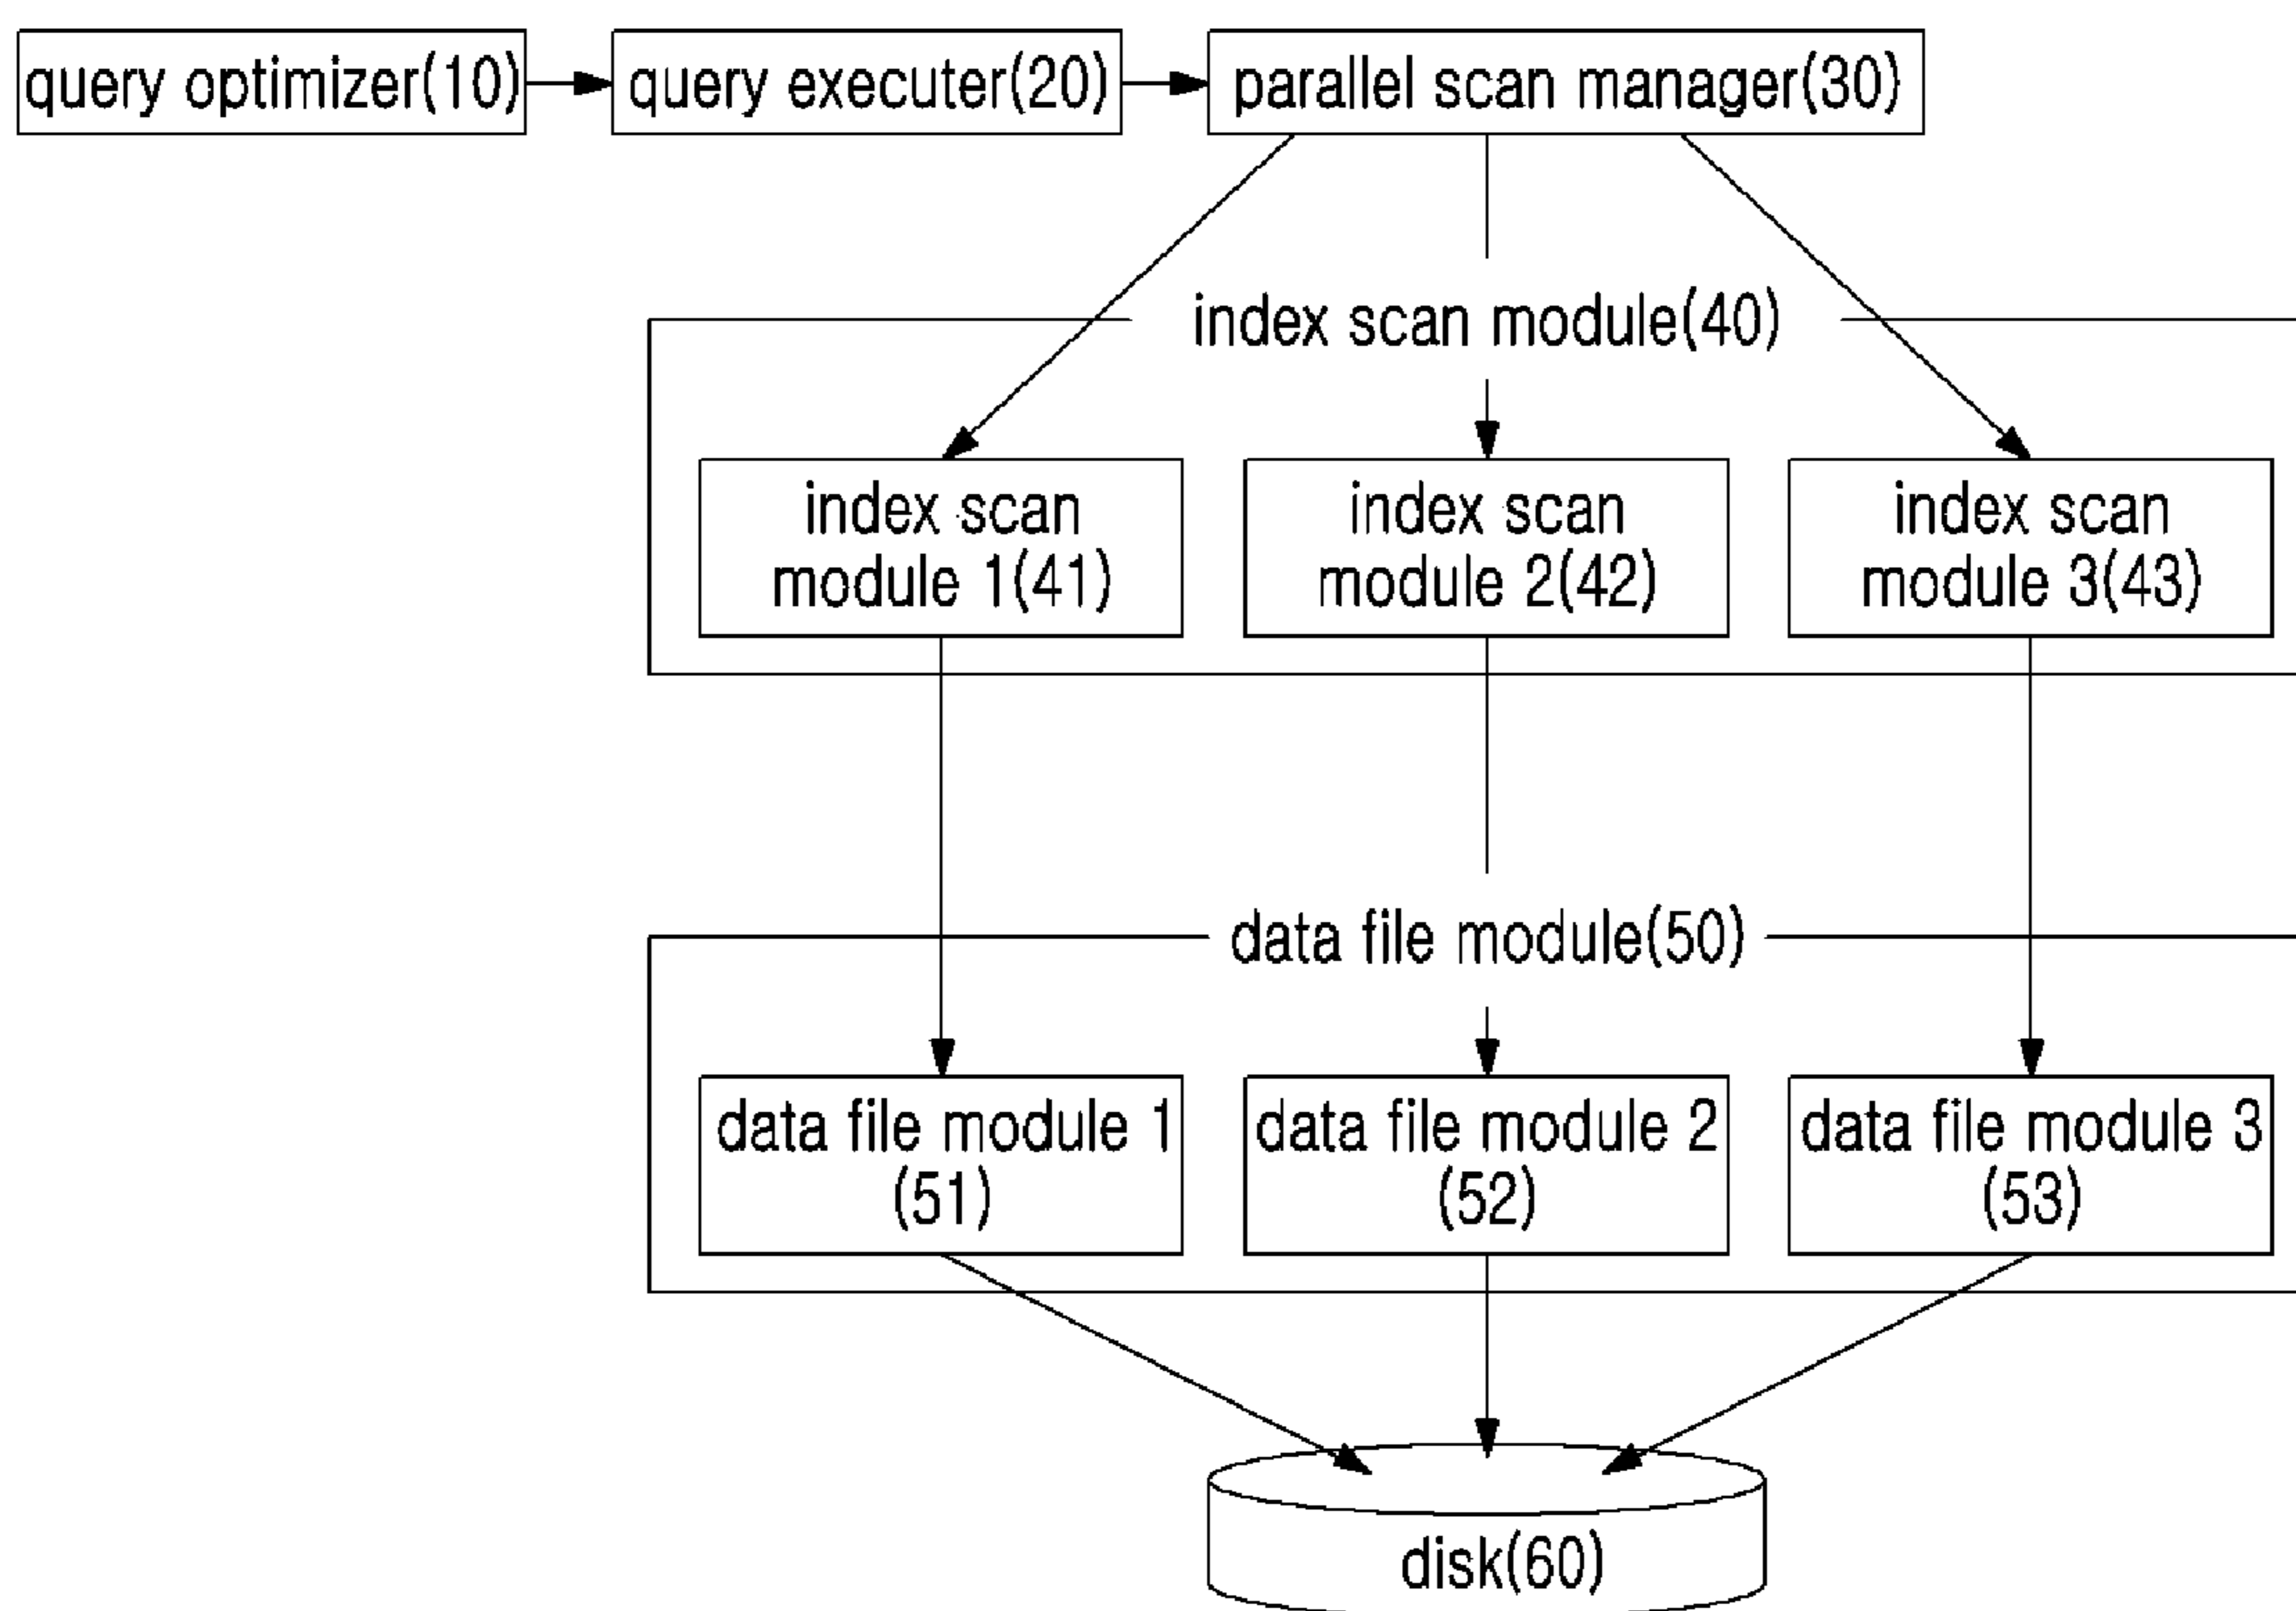 query optimizer(10)
query executer(20)
parallel scan manager(30)
index scan module(40)
index scan
module 1(41)
index scan
module 2(42)
index scan
module 3(43)
data file module(50)
data file module 1
(51)
data file module 2
(52)
data file module 3
(53)
disk(60)